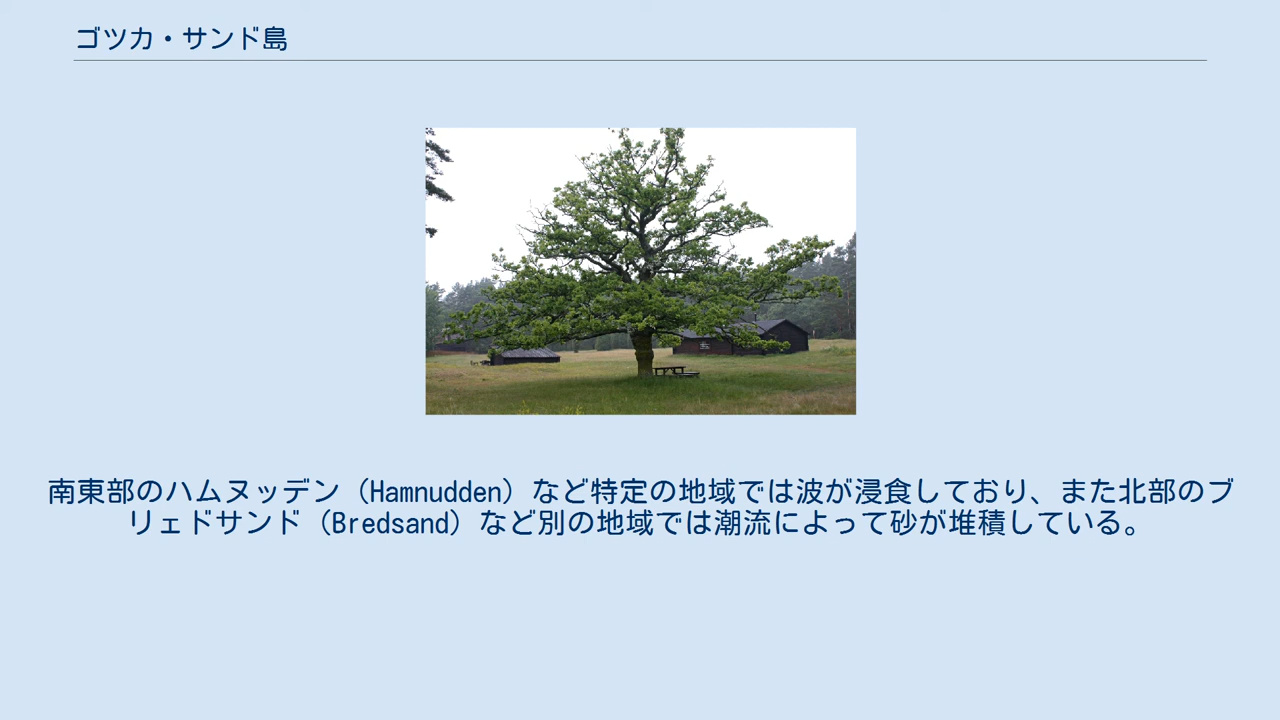 ゴツカ・サンド島
南東部のハムヌッデン（Hamnudden）など特定の地域では波が浸食しており、また北部のブ
リェドサンド（Bredsand）など別の地域では潮流によって砂が堆積している。